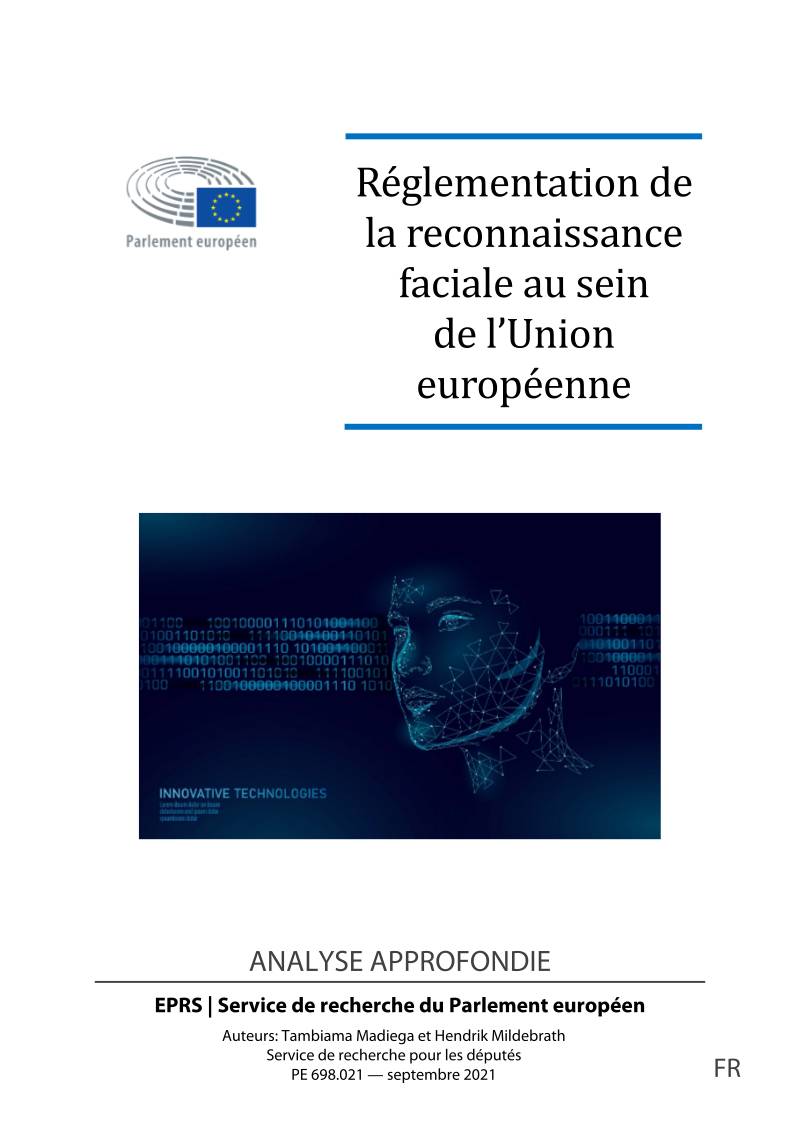 Parlement européen
Réglementation de
la reconnaissance
faciale au sein
de l’Union
européenne
INNOVATIVE TECHNOLOGIES
ANALYSE APPROFONDIE
EPRS | Service de recherche du Parlement européen
Auteurs: Tambiama Madiega et Hendrik Mildebrath
Service de recherche pour les députés
PE 698.021 — septembre 2021
FR